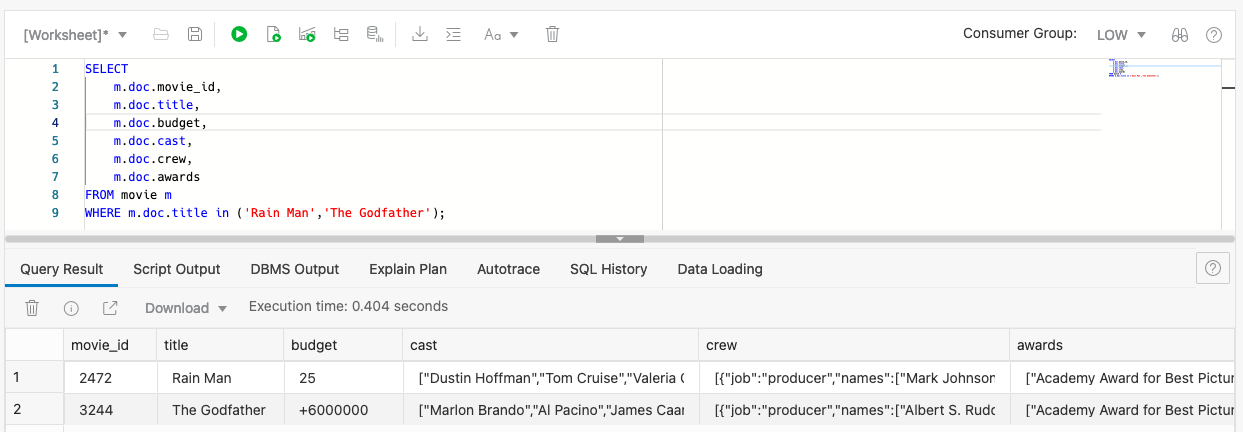 [Worksheet]*
Aa
Consumer Group: LOW
1 SELECT
2 m.doc.movie_id,
3 m.doc.title,
4 m.doc.budget,
5 m.doc.cast,
6 m.doc.crew,
7 m.doc.awards
8 FROM movie m
9 WHERE m.doc.title in ('Rain Man','The Godfather');
Query Result Script Output DBMS Output Explain Plan Autotrace SQL History Data Loading
Download Execution time: 0.404 seconds
movie_id title budget cast crew awards
1 2472 Rain Man 25 ["Dustin Hoffman","Tom Cruise","Valeria [{"job":"producer","names":["Mark Johnson ["Academy Award for Best Pictur
2 3244 The Godfather +6000000 ["Marlon Brando","Al Pacino","James Caan [{"job":"producer","names":["Albert S. Rudd ["Academy Award for Best Pictur